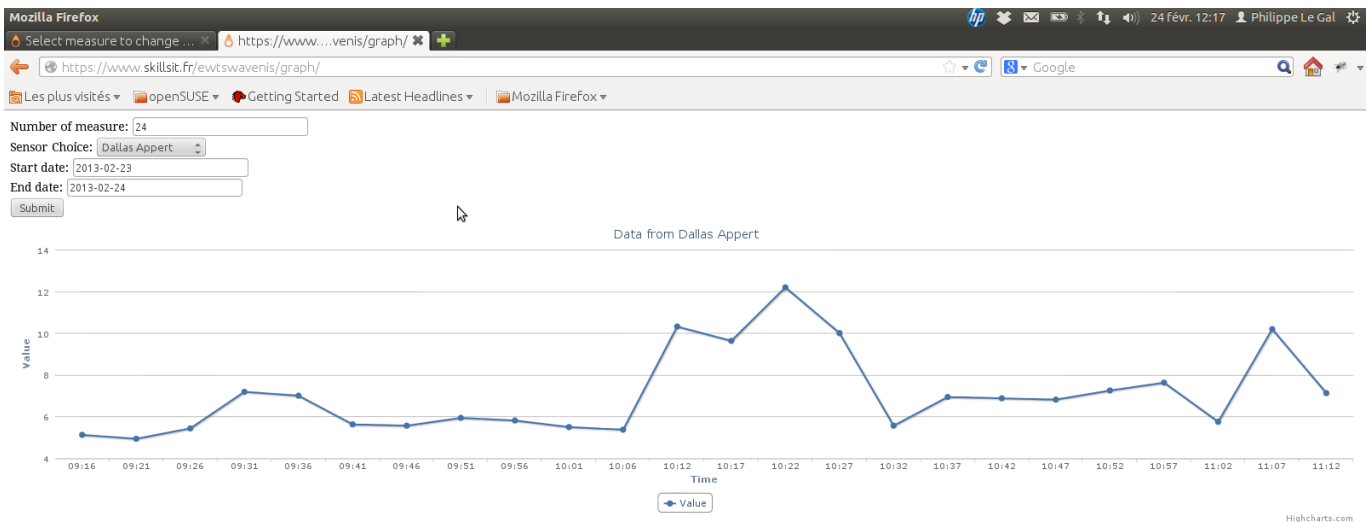 Mozilla Firefox
hp
24 févr. 12:17 Philippe Le Gal
Select measure to change ...
https://www....venis/graph/
https://www.skillsit.fr/ewtswavenis/graph/
Google
Les plus visités
openSUSE
Getting Started
Latest Headlines
Mozilla Firefox
Number of measure: 24
Sensor Choice: Dallas Appert
Start date: 2013-02-23
End date: 2013-02-24
Submit
Data from Dallas Appert
14
12
10
8
6
4
Value
09:16 09:21 09:26 09:31 09:36 09:41 09:46 09:51 09:56 10:01 10:06 10:12 10:17 10:22 10:27 10:32 10:37 10:42 10:47 10:52 10:57 11:02 11:07 11:12
Time
Value
Highcharts.com